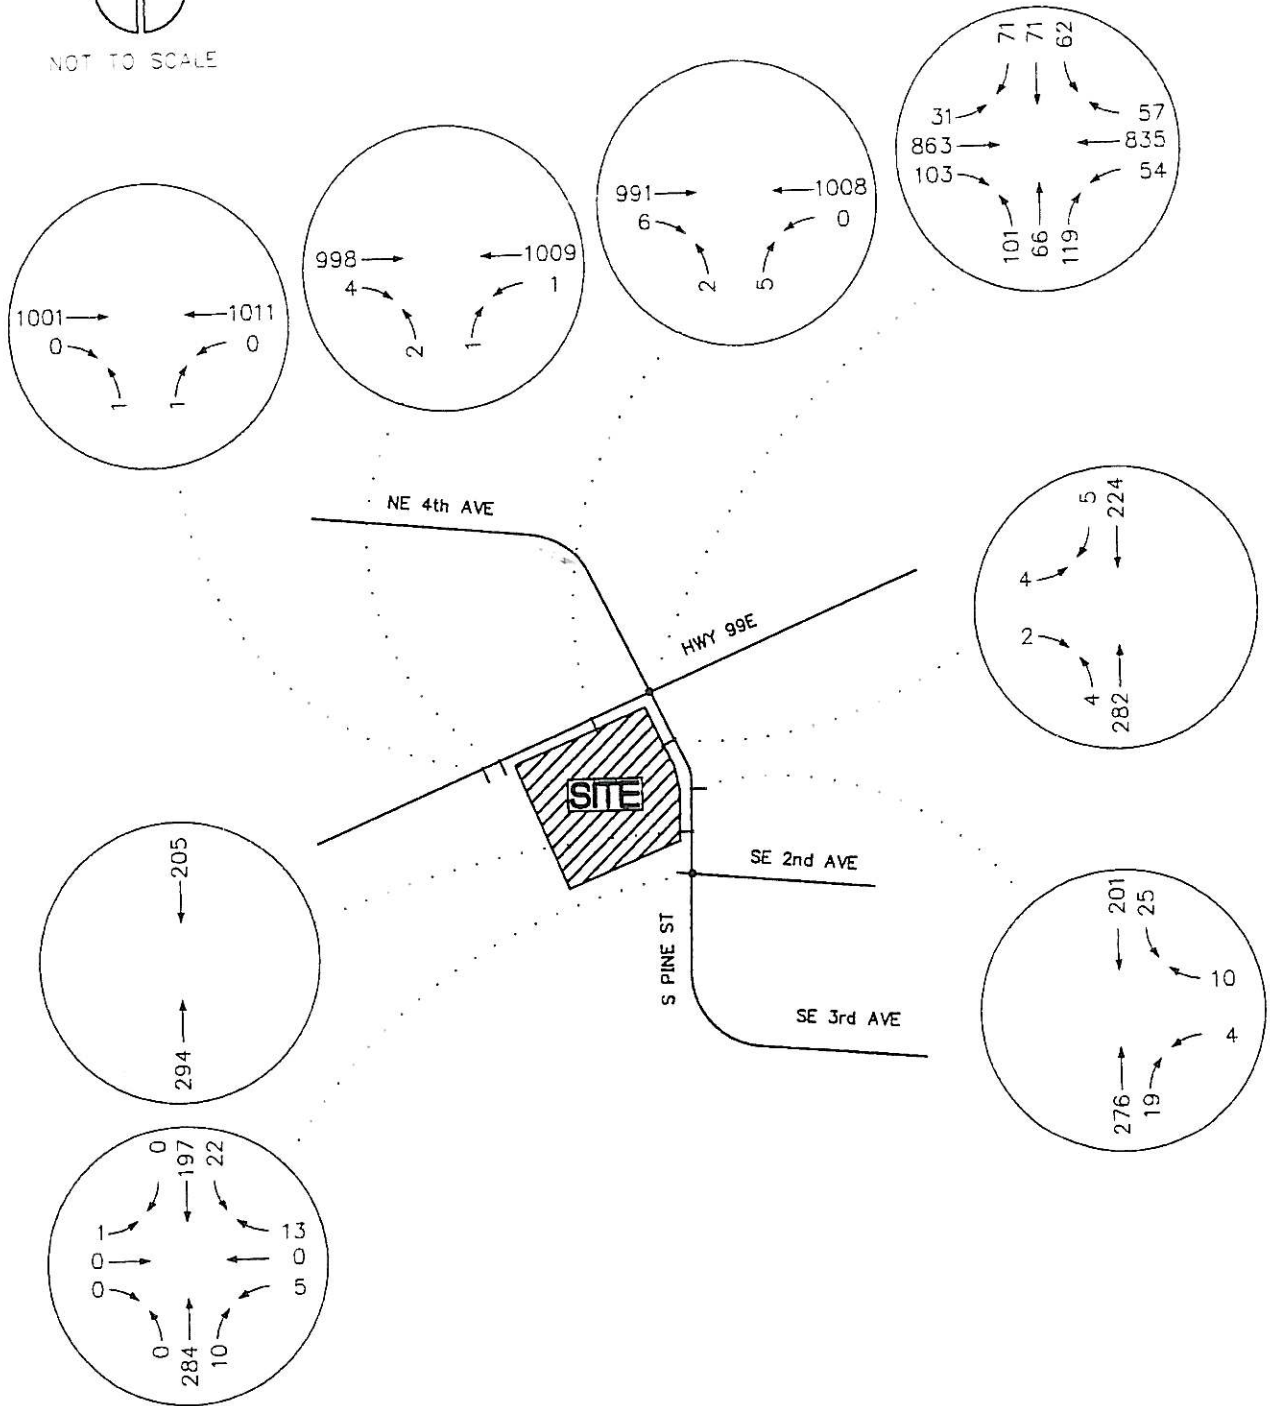 NOT TO SCALE
71 71 62
31 57
863 835
103 54
101 66 119
991 1008
6 0
2 5
998 1009
4 1
2 1
1001 1011
0 0
1 1
NE 4th AVE
HWY 99E
5 224
4
2
4 282
SITE
SE 2nd AVE
S PINE ST
SE 3rd AVE
205
294
201 25
10
4
276 19
0 197 22
1 13
0 0
0 5
0 284 10